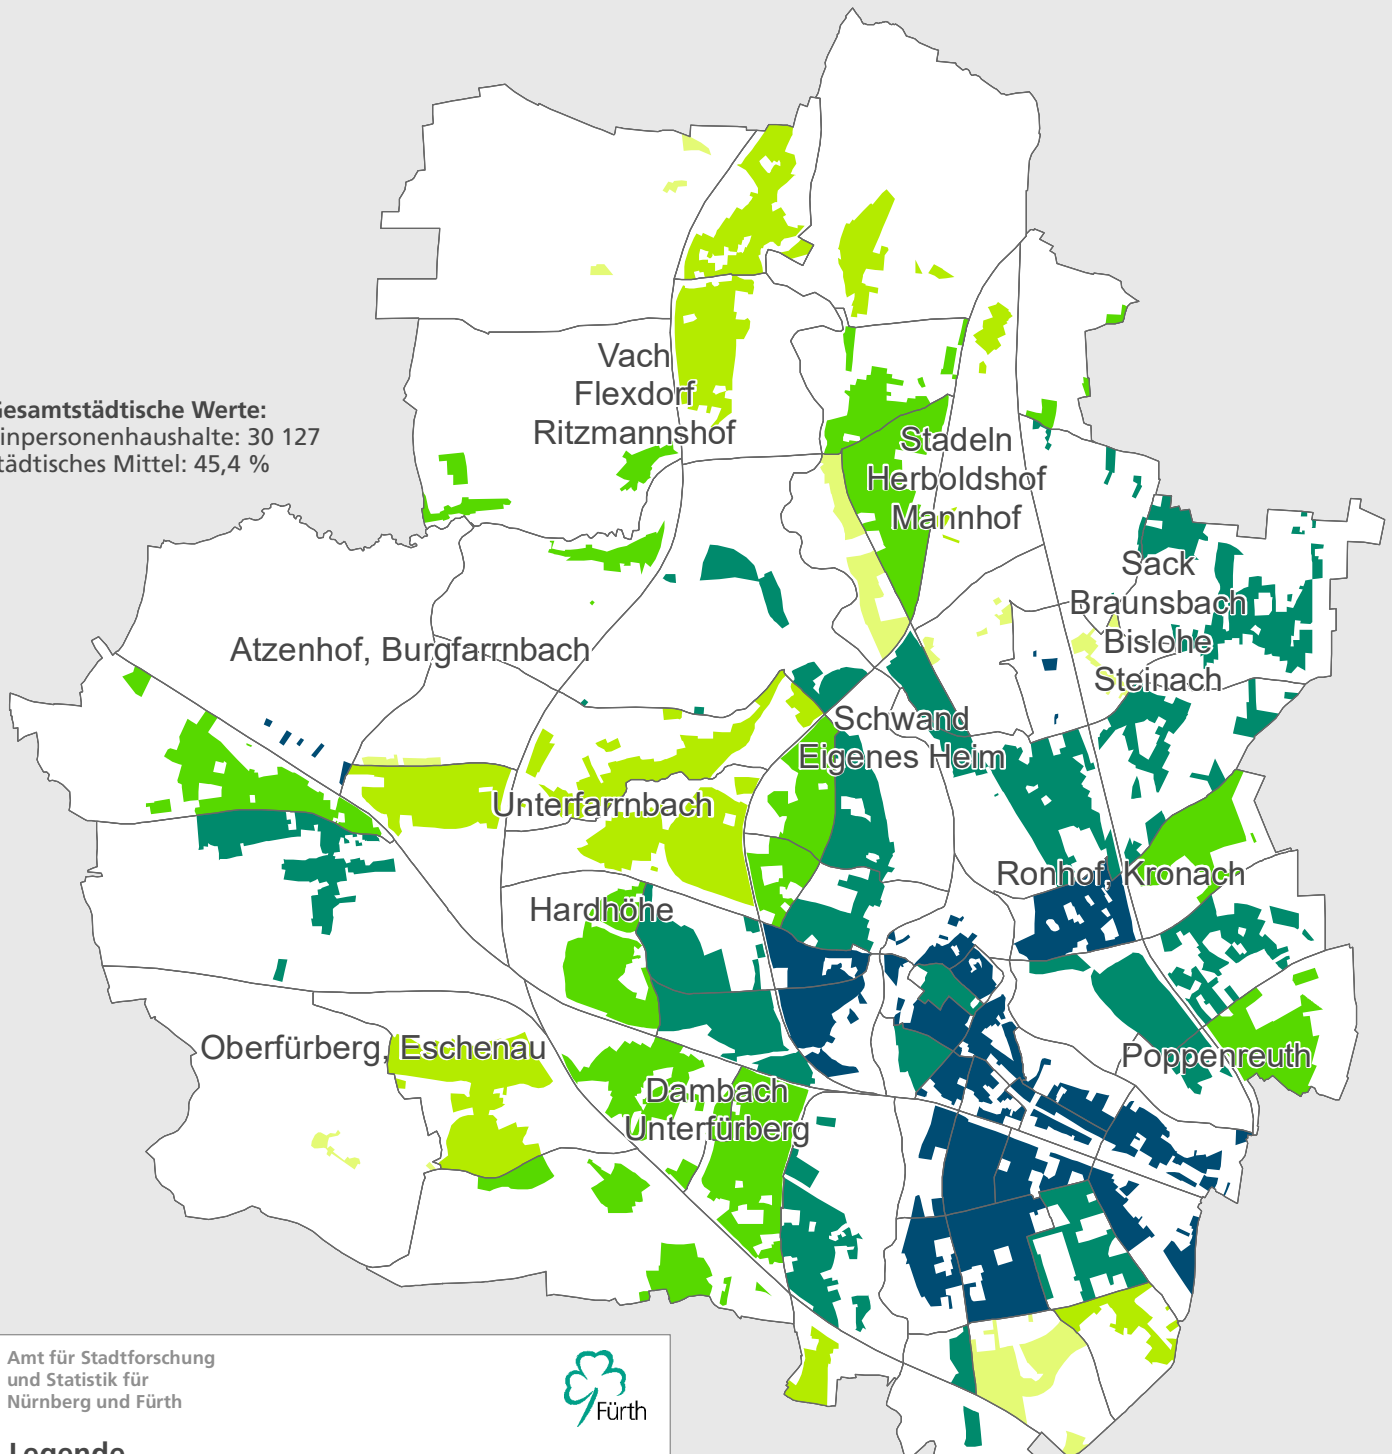 Vach
Flexdorf
Ritzmannshof
Gesamtstädtische Werte:
inpersonenhaushalte: 30 127
tädtisches Mittel: 45,4 %
Stadeln
Herboldshof
Mannhof
Sack
Braunsbach
Bislohe
Steinach
Atzenhof, Burgfarrnbach
Schwand
Eigenes Heim
Unterfarrnbach
Ronhof, Kronach
Hardhöhe
Oberfürberg, Eschenau
Poppenreuth
Dambach
Unterfürberg
Amt für Stadtforschung
und Statistik für
Nürnberg und Fürth
Fürth
Legende